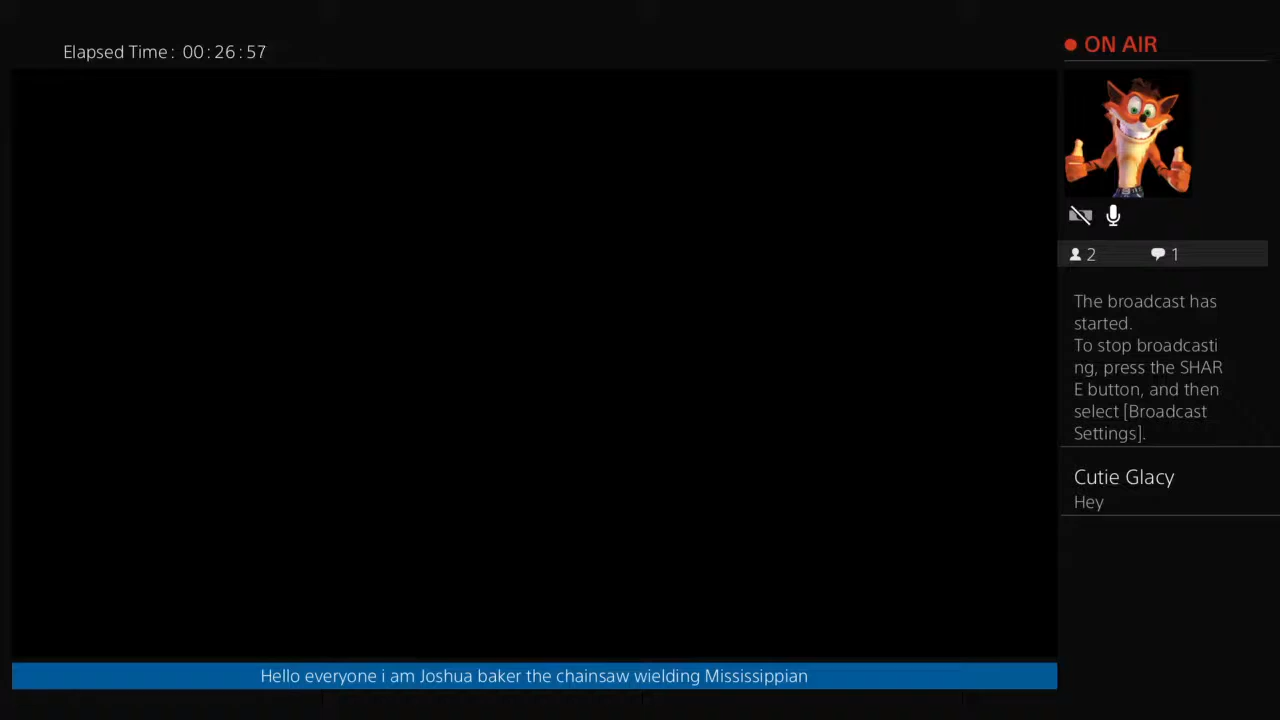 Elapsed Time: 00:26:57
ON AIR
2
1
The broadcast has
started.
To stop broadcasti
ng, press the SHAR
E button, and then
select [Broadcast
Settings].
Cutie Glacy
Hey
Hello everyone i am Joshua baker the chainsaw wielding Mississippian